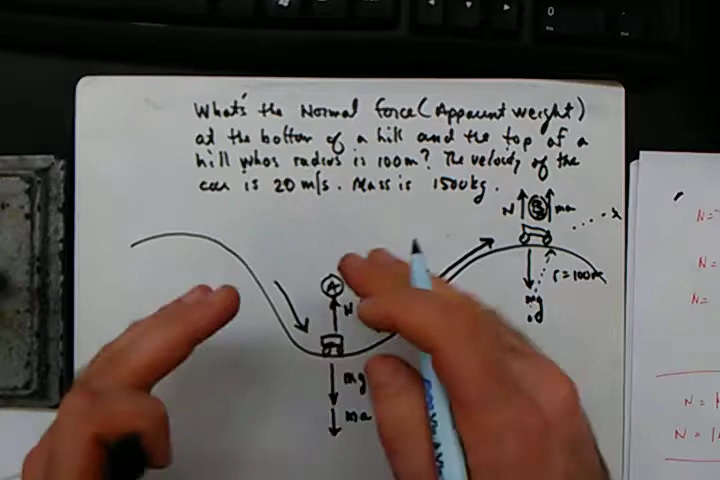 What's the Normal force (Apparent weight)
at the bottom of a hill and the top of a
hill whos radius is 100m? The velocity of the
car is 20 m/s. Mass is 1500kg.
N B ma
x
r=100m
mg
A
N
mg
ma
N=
N=
N=
N =
N =